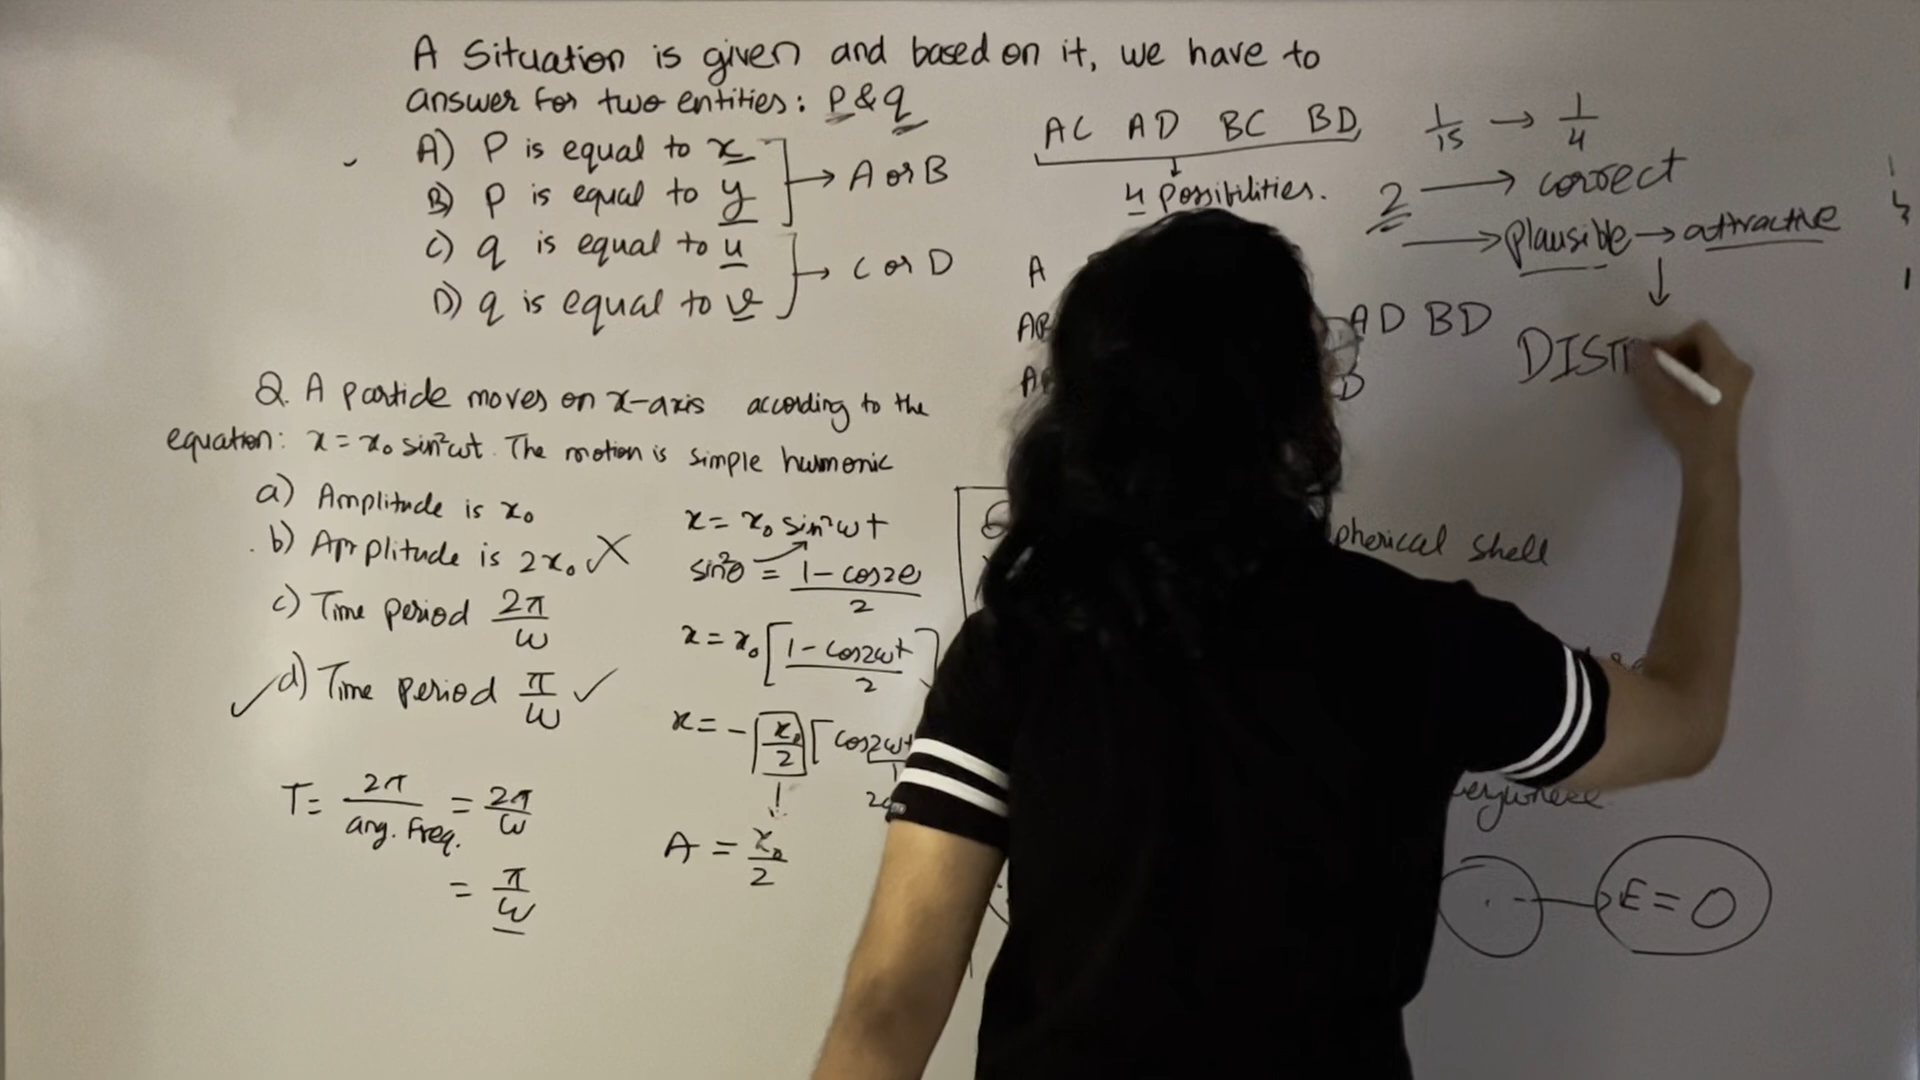 A Situation is given and based on it, we have to
answer for two entities: P & q
A) P is equal to x
B) P is equal to y
→ A or B
C) q is equal to u
D) q is equal to v
→ C or D
AC AD BC BD
4 possibilities.
1/15 → 1/4
2 → correct
→ plausible → attractive
↓
DIST
A
AD BD
D
Q. A particle moves on x-axis according to the
equation: x = x₀ sin²ωt. The motion is simple harmonic
a) Amplitude is x₀
b) Amplitude is 2x₀ ✗
c) Time period 2π/ω
✓ d) Time period π/ω ✓
T = 2π/ang. freq. = 2π/ω
= π/ω
x = x₀ sin²ωt
sin²θ = 1 - cos2θ/2
x = x₀ [1 - cos2ωt/2]
x = - x₀/2 [cos2ωt
A = x₀/2
pherical shell
erywhere
E = 0